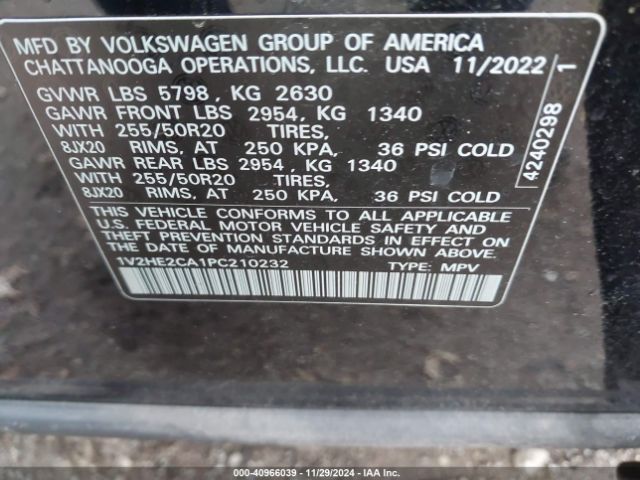 MFD BY VOLKSWAGEN GROUP OF AMERICA
CHATTANOOGA OPERATIONS, LLC. USA 11/2022
GVWR LBS 5798, KG 2630
GAWR FRONT LBS 2954, KG 1340
WITH 255/50R20 TIRES,
8JX20 RIMS, AT 250 KPA, 36 PSI COLD
GAWR REAR LBS 2954, KG 1340
WITH 255/50R20 TIRES,
8JX20 RIMS, AT 250 KPA, 36 PSI COLD
THIS VEHICLE CONFORMS TO ALL APPLICABLE
U.S. FEDERAL MOTOR VEHICLE SAFETY AND
THEFT PREVENTION STANDARDS IN EFFECT ON
THE DATE OF MANUFACTURE SHOWN ABOVE.
1V2HE2CA1PC210232 TYPE: MPV
4240298 1
000-40966039 - 11/29/2024 - IAA Inc.